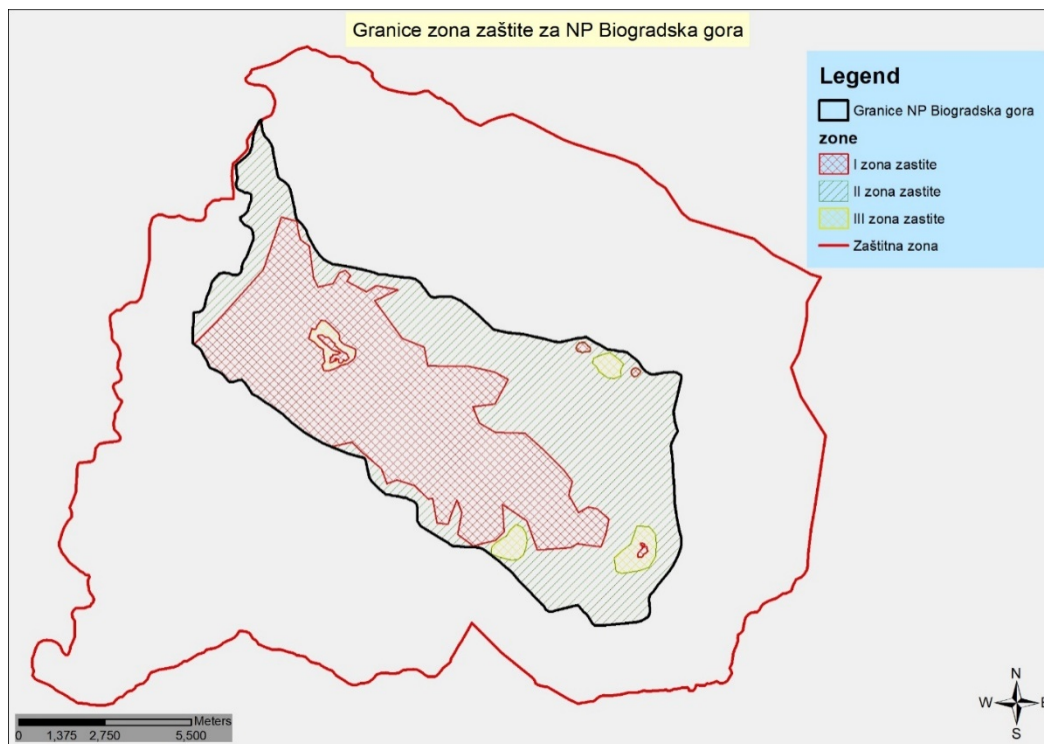 Granice zona zaštite za NP Biogradska gora
Legend
Granice NP Biogradska gora
zone
I zona zastite
II zona zastite
III zona zastite
Zaštitna zona
N
W E
S
Meters
0 1,375 2,750 5,500